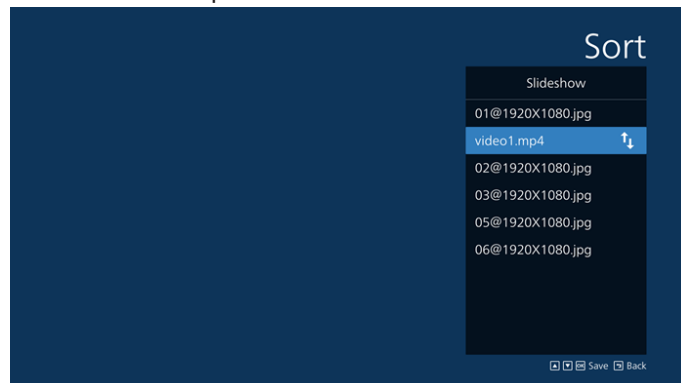 Sort
Slideshow
01@1920X1080.jpg
video1.mp4
02@1920X1080.jpg
03@1920X1080.jpg
05@1920X1080.jpg
06@1920X1080.jpg
OK Save Back